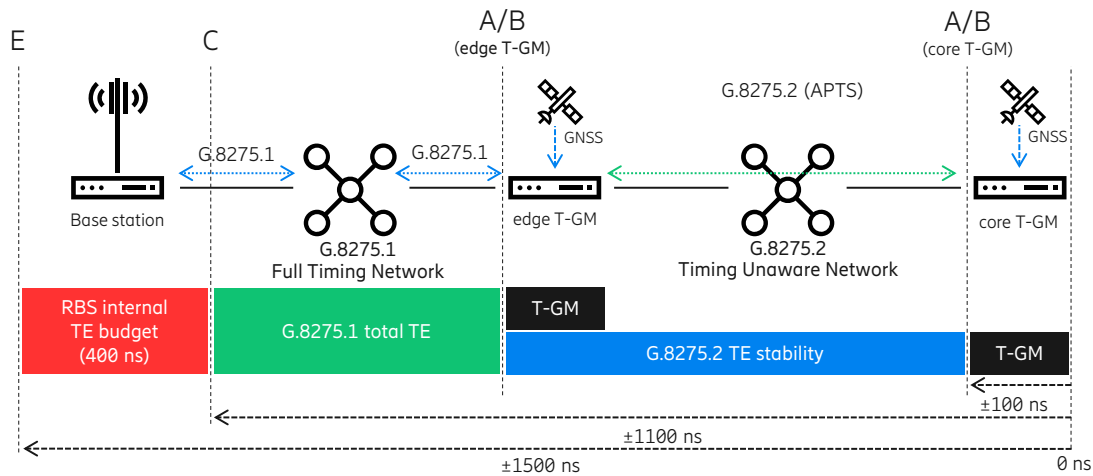 E
C
A/B
(edge T-GM)
A/B
(core T-GM)
G.8275.2 (APTS)
GNSS
GNSS
G.8275.1
G.8275.1
Base station
edge T-GM
core T-GM
G.8275.1
Full Timing Network
G.8275.2
Timing Unaware Network
RBS internal
TE budget
(400 ns)
G.8275.1 total TE
T-GM
G.8275.2 TE stability
T-GM
±100 ns
±1100 ns
±1500 ns
0 ns